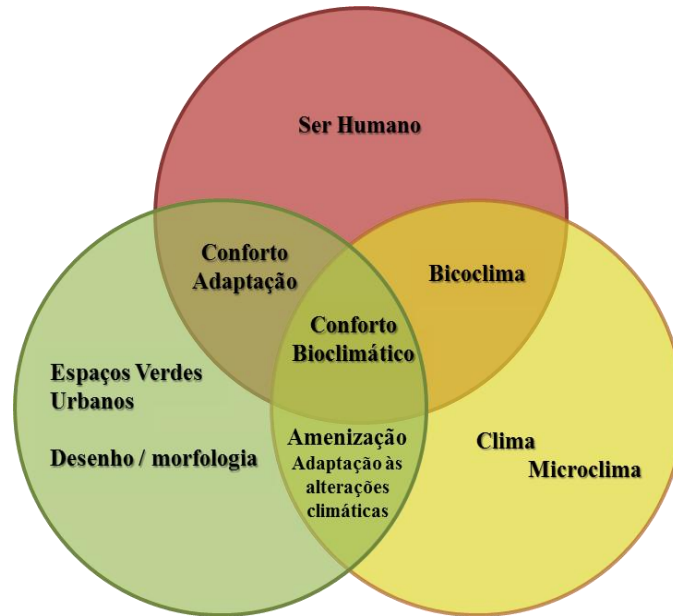 Ser Humano
Conforto
Adaptação
Bicoclima
Conforto
Bioclimático
Espaços Verdes
Urbanos
Desenho / morfologia
Amenização
Adaptação às
alterações
climáticas
Clima
Microclima